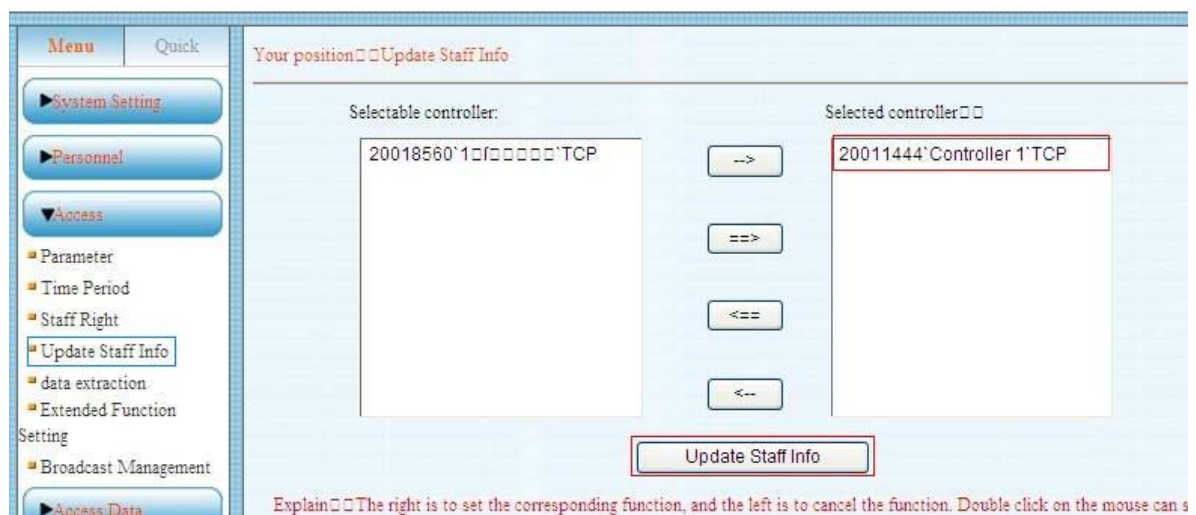 Menu
Quick
System Setting
Personnel
Access
Parameter
Time Period
Staff Right
Update Staff Info
data extraction
Extended Function
Setting
Broadcast Management
Access Data
Your position□□Update Staff Info
Selectable controller:
20018560`1□ſ□□□□□`TCP
-->
==>
<==
<--
Selected controller□□
20011444`Controller 1`TCP
Update Staff Info
Explain□□The right is to set the corresponding function, and the left is to cancel the function. Double click on the mouse can s